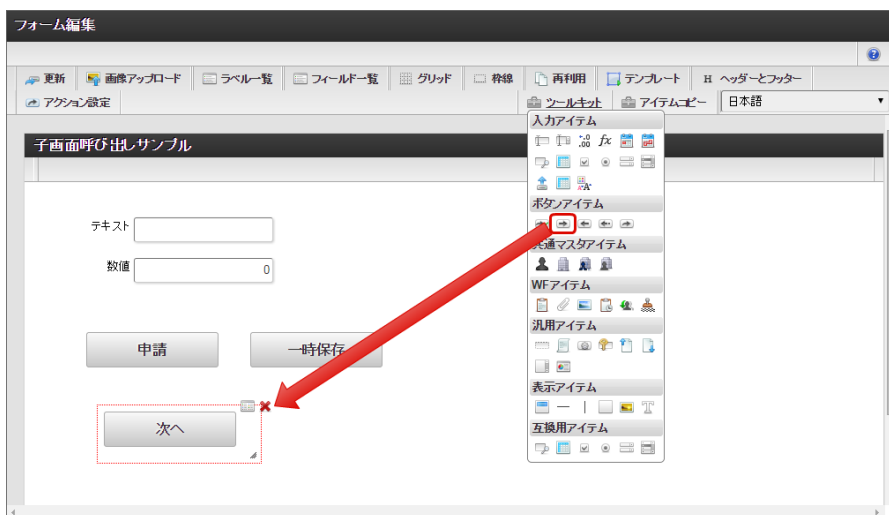 フォーム編集
更新 画像アップロード ラベル一覧 フィールド一覧 グリッド 枠線 再利用 テンプレート H ヘッダーとフッター
アクション設定 ツールキット アイテムコピー 日本語
入力アイテム
子画面呼び出しサンプル
fx
ボタンアイテム
テキスト
共通マスタアイテム
数値 0
WFアイテム
汎用アイテム
申請 一時保存
表示アイテム
次へ
互換用アイテム